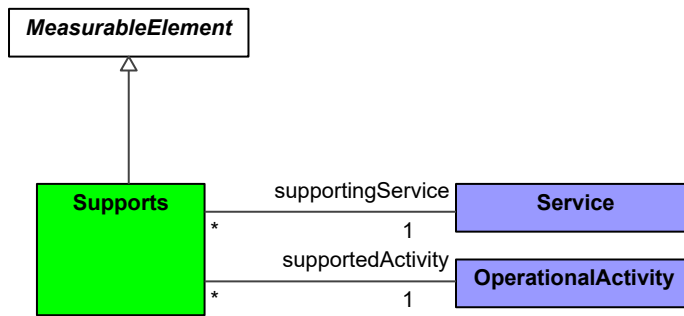 MeasurableElement
Supports
supportingService
Service
* 1
supportedActivity
OperationalActivity
* 1